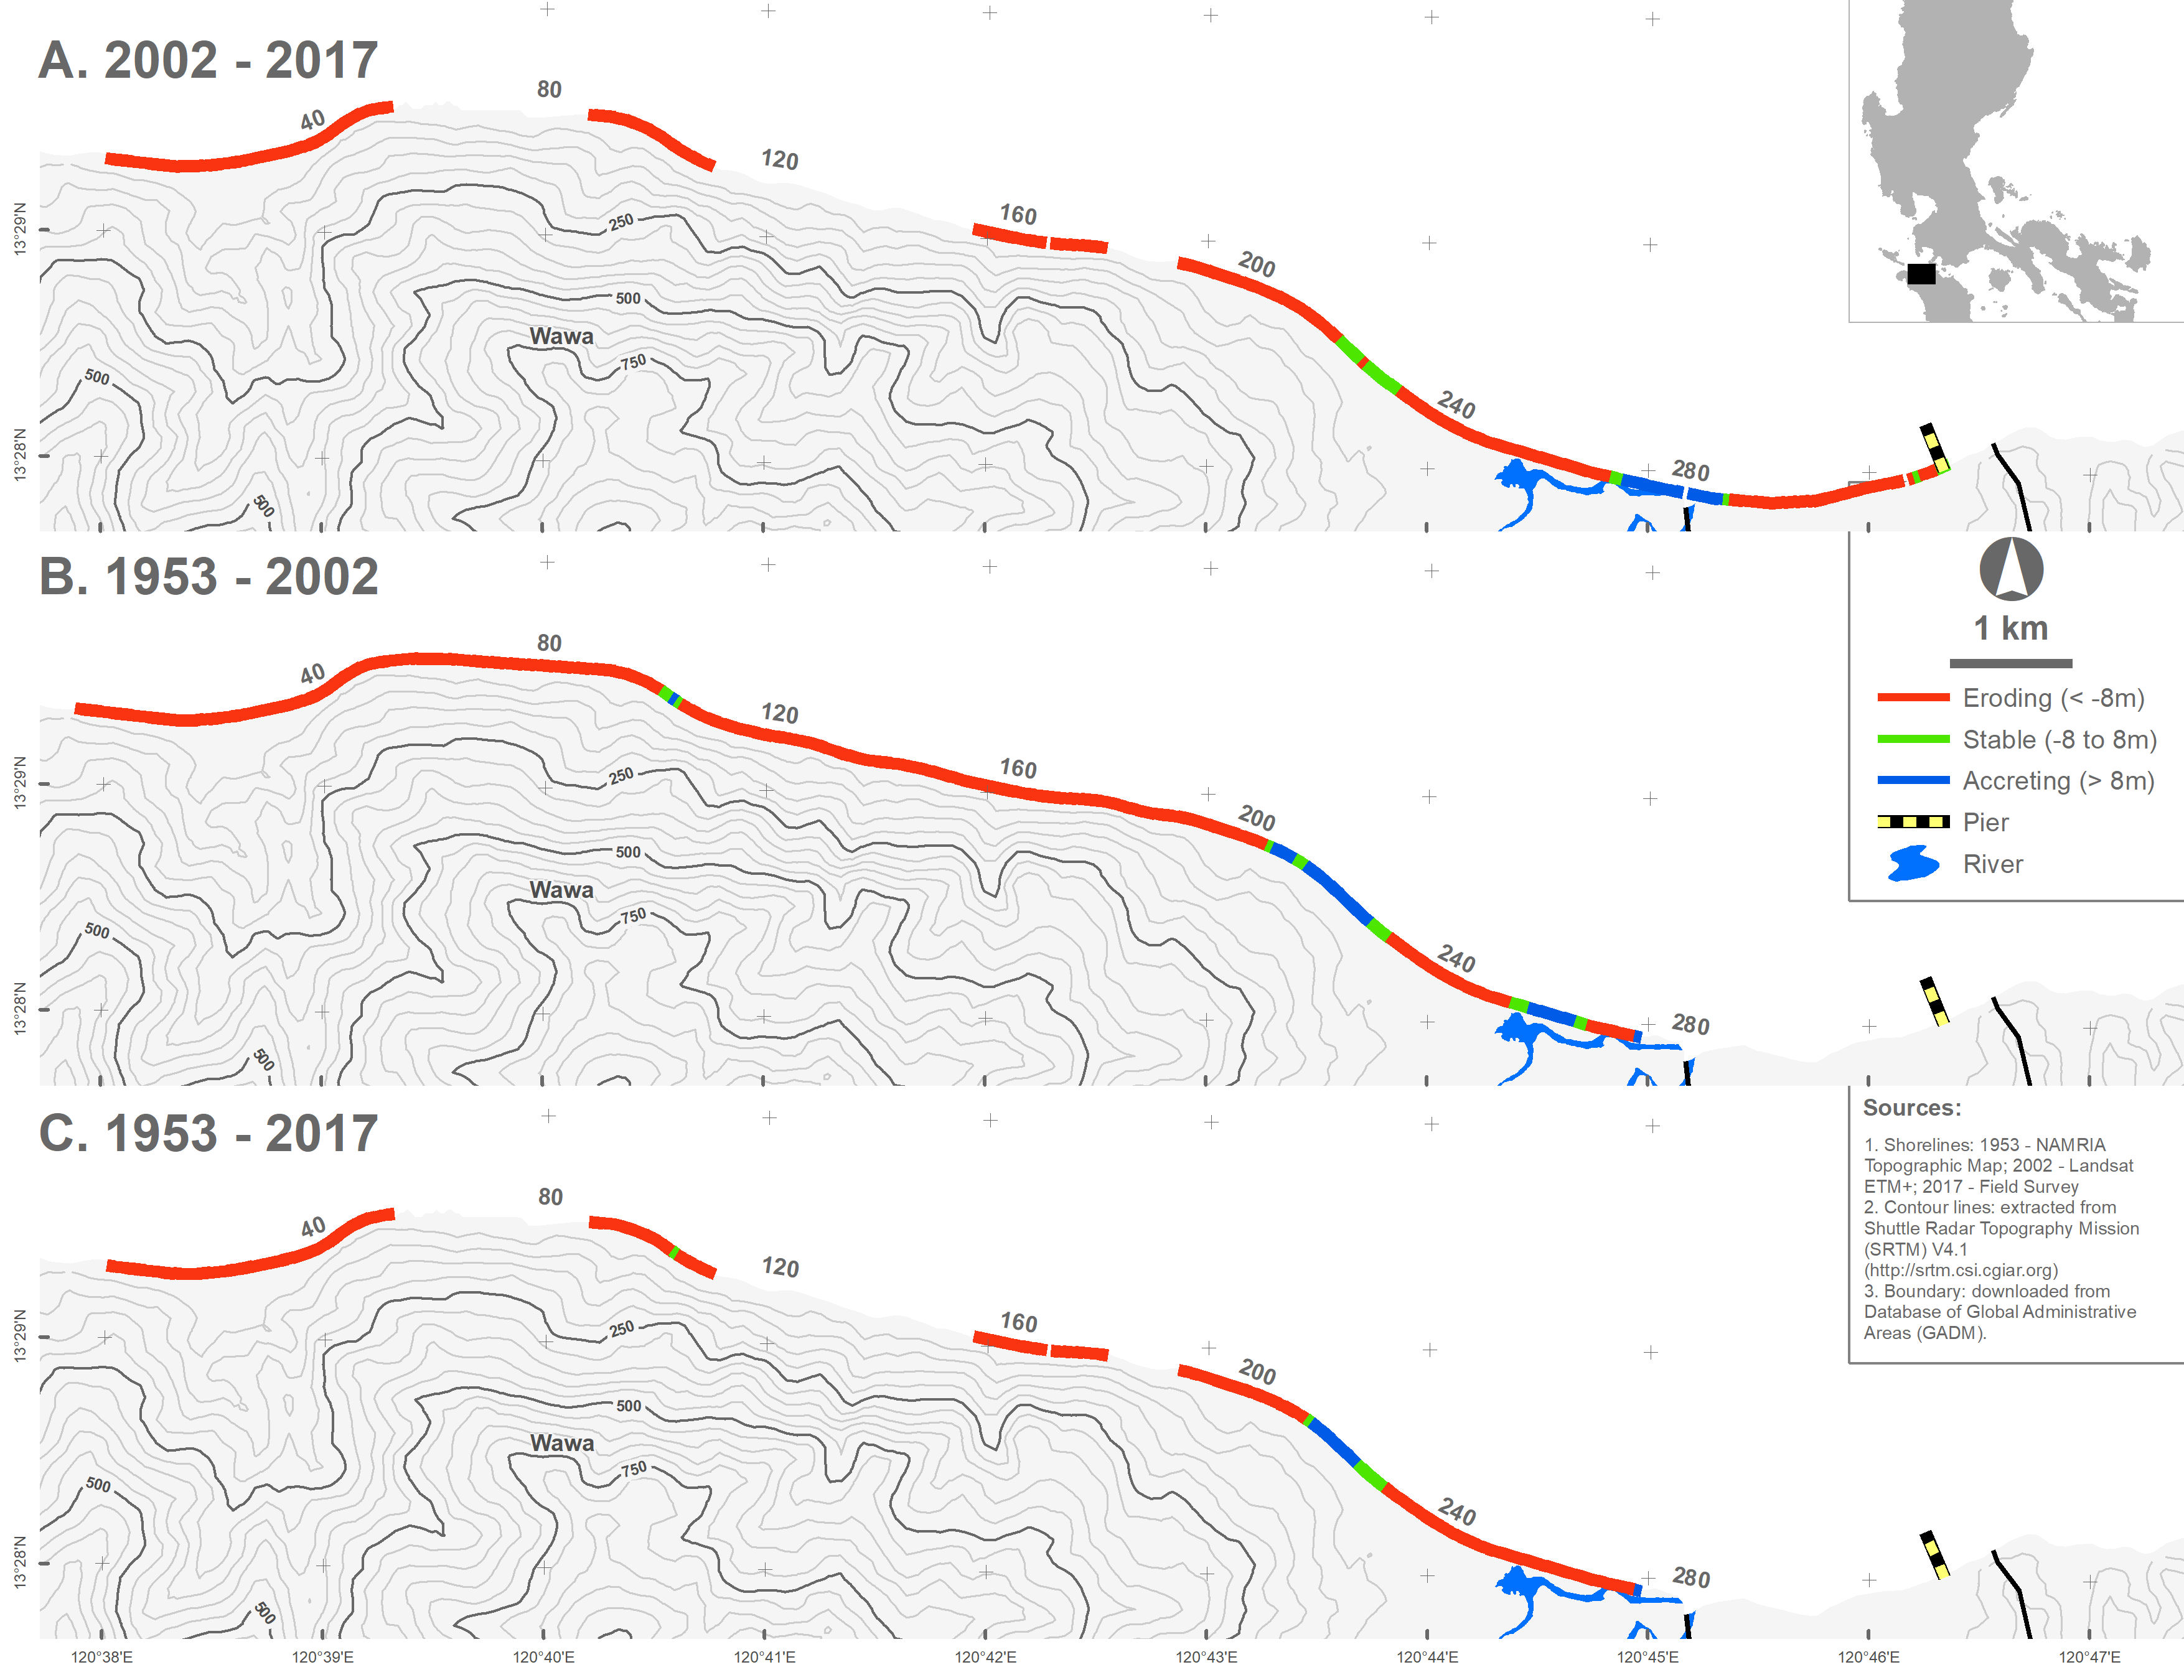 A. 2002 - 2017
40
80
120
160
200
240
280
250
500
Wawa
750
500
500
13°29'N
13°28'N
B. 1953 - 2002
40
80
120
160
200
240
280
250
500
Wawa
750
500
500
13°29'N
13°28'N
1 km
Eroding (< -8m)
Stable (-8 to 8m)
Accreting (> 8m)
Pier
River
C. 1953 - 2017
40
80
120
160
200
240
280
250
500
Wawa
750
500
500
13°29'N
13°28'N
Sources:
1. Shorelines: 1953 - NAMRIA
Topographic Map; 2002 - Landsat
ETM+; 2017 - Field Survey
2. Contour lines: extracted from
Shuttle Radar Topography Mission
(SRTM) V4.1
(http://srtm.csi.cgiar.org)
3. Boundary: downloaded from
Database of Global Administrative
Areas (GADM).
120°38'E
120°39'E
120°40'E
120°41'E
120°42'E
120°43'E
120°44'E
120°45'E
120°46'E
120°47'E